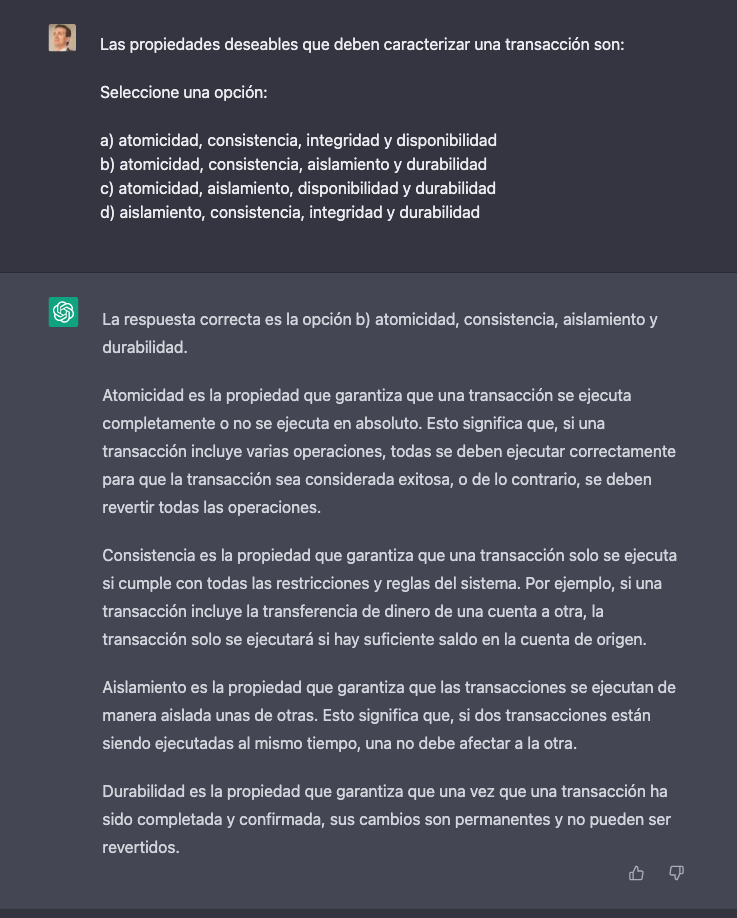 Las propiedades deseables que deben caracterizar una transacción son:
Seleccione una opción:
a) atomicidad, consistencia, integridad y disponibilidad
b) atomicidad, consistencia, aislamiento y durabilidad
c) atomicidad, aislamiento, disponibilidad y durabilidad
d) aislamiento, consistencia, integridad y durabilidad
La respuesta correcta es la opción b) atomicidad, consistencia, aislamiento y
durabilidad.
Atomicidad es la propiedad que garantiza que una transacción se ejecuta
completamente o no se ejecuta en absoluto. Esto significa que, si una
transacción incluye varias operaciones, todas se deben ejecutar correctamente
para que la transacción sea considerada exitosa, o de lo contrario, se deben
revertir todas las operaciones.
Consistencia es la propiedad que garantiza que una transacción solo se ejecuta
si cumple con todas las restricciones y reglas del sistema. Por ejemplo, si una
transacción incluye la transferencia de dinero de una cuenta a otra, la
transacción solo se ejecutará si hay suficiente saldo en la cuenta de origen.
Aislamiento es la propiedad que garantiza que las transacciones se ejecutan de
manera aislada unas de otras. Esto significa que, si dos transacciones están
siendo ejecutadas al mismo tiempo, una no debe afectar a la otra.
Durabilidad es la propiedad que garantiza que una vez que una transacción ha
sido completada y confirmada, sus cambios son permanentes y no pueden ser
revertidos.